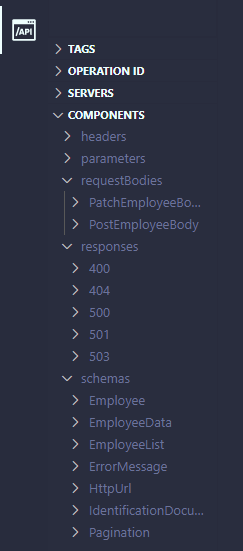 /API
TAGS
OPERATION ID
SERVERS
COMPONENTS
headers
parameters
requestBodies
PatchEmployeeBo...
PostEmployeeBody
responses
400
404
500
501
503
schemas
Employee
EmployeeData
EmployeeList
ErrorMessage
HttpUrl
IdentificationDocu...
Pagination